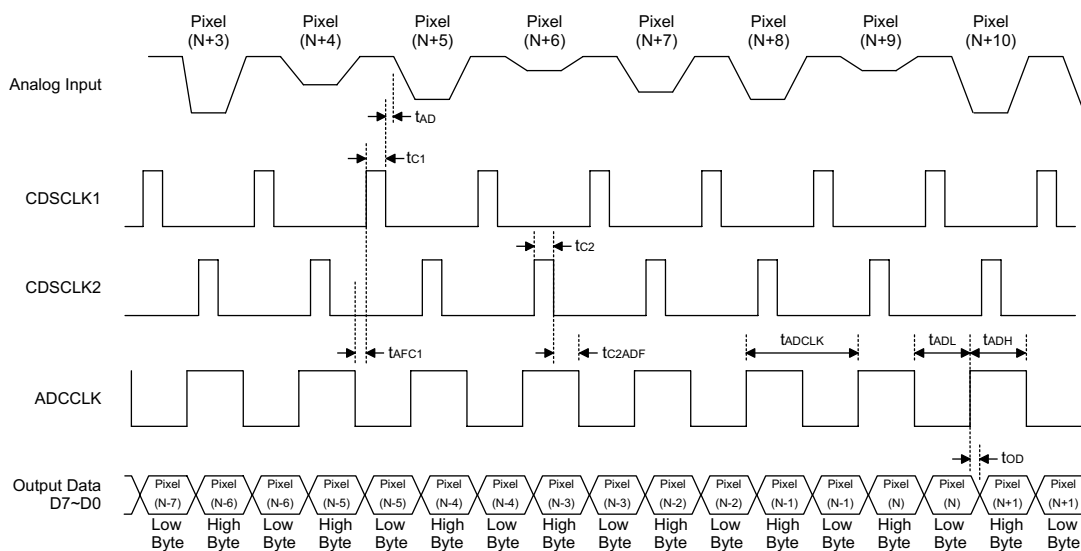 Pixel Pixel Pixel Pixel Pixel Pixel Pixel Pixel
(N+3) (N+4) (N+5) (N+6) (N+7) (N+8) (N+9) (N+10)
Analog Input
tAD
tC1
CDSCLK1
tC2
CDSCLK2
tAFC1 tC2ADF tADCLK tADL tADH
ADCCLK
tOD
Output Data
D7~D0
Pixel Pixel Pixel Pixel Pixel Pixel Pixel Pixel Pixel Pixel Pixel Pixel Pixel Pixel Pixel Pixel Pixel
(N-7) (N-6) (N-6) (N-5) (N-5) (N-4) (N-4) (N-3) (N-3) (N-2) (N-2) (N-1) (N-1) (N) (N) (N+1) (N+1)
Low High Low High Low High Low High Low High Low High Low High Low High Low
Byte Byte Byte Byte Byte Byte Byte Byte Byte Byte Byte Byte Byte Byte Byte Byte Byte